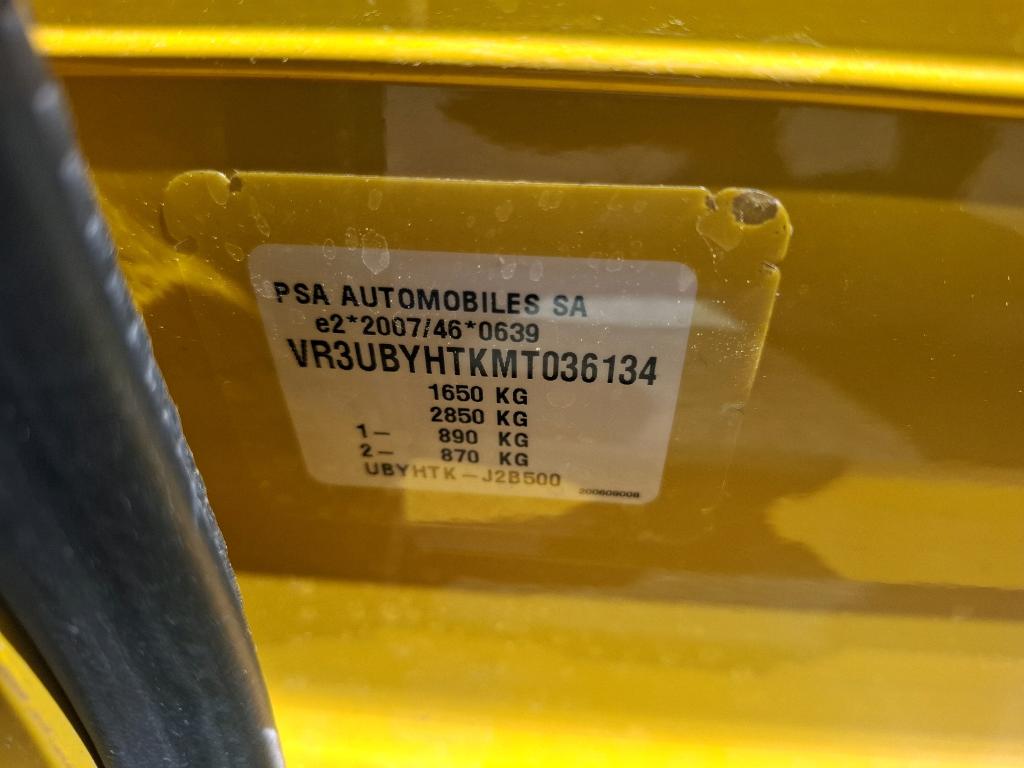 PSA AUTOMOBILES SA
e2*2007/46*0639
VR3UBYHTKMT036134
1650 KG
2850 KG
1- 890 KG
2- 870 KG
UBYHTK-J2B500
200609008